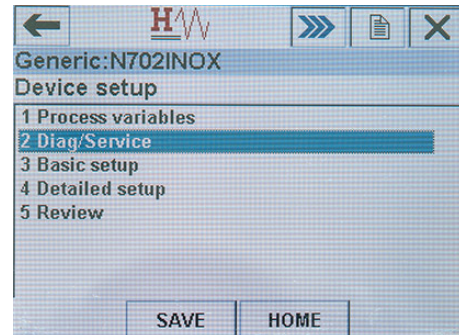 H
Generic:N702INOX
Device setup
1 Process variables
2 Diag/Service
3 Basic setup
4 Detailed setup
5 Review
SAVE HOME